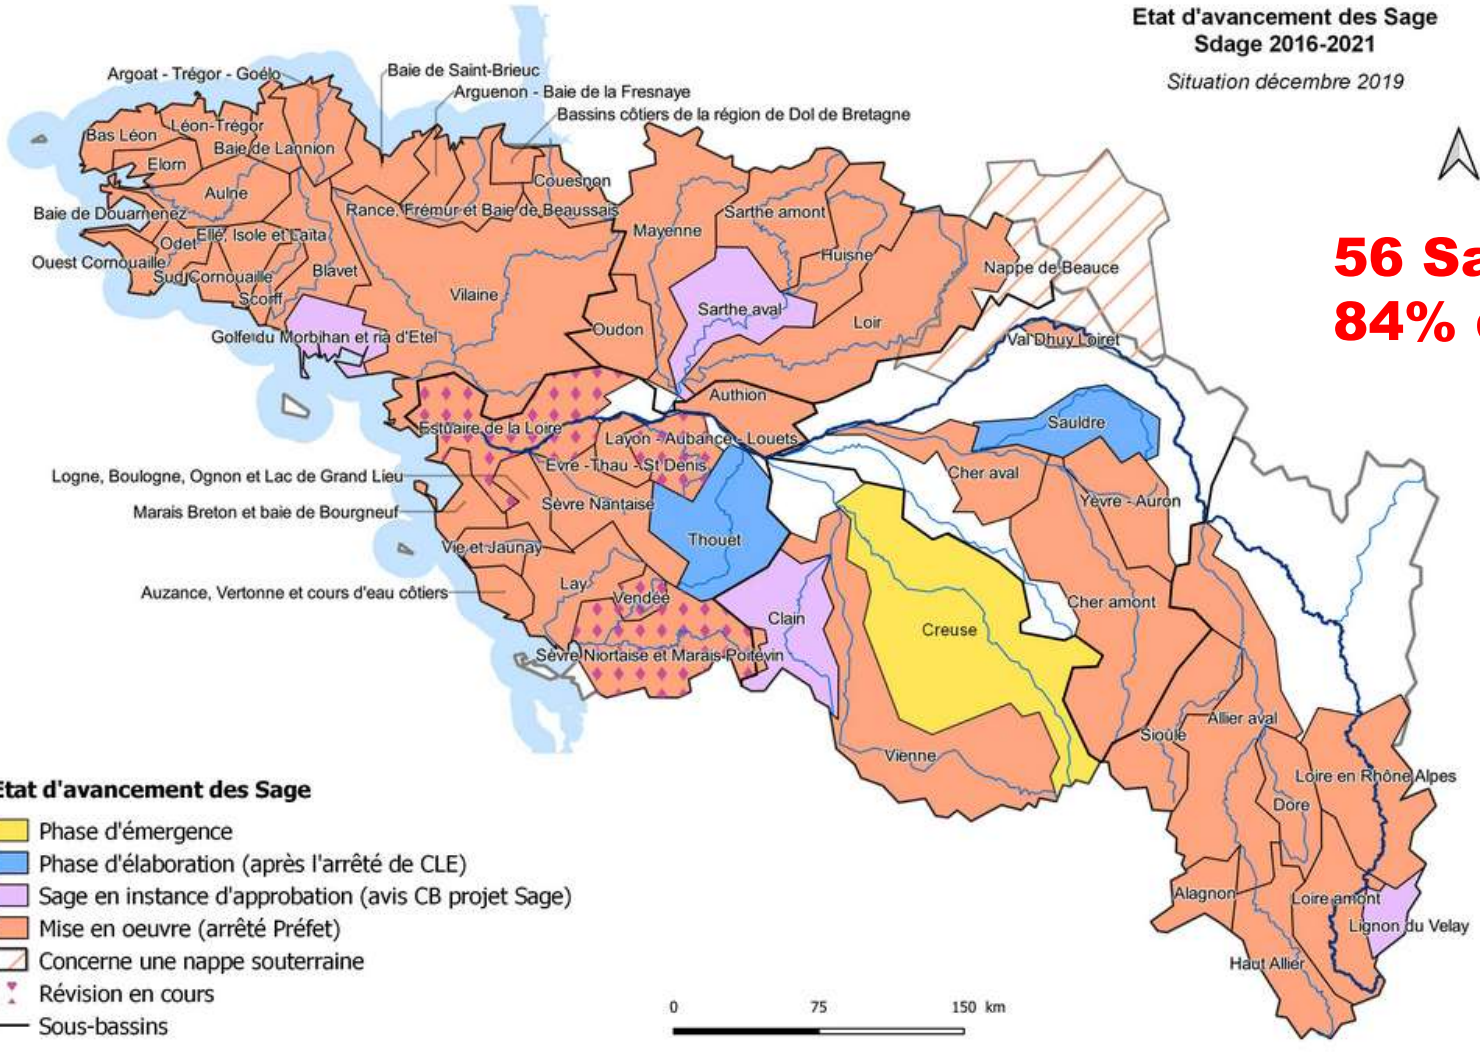 Etat d'avancement des Sage
Sdage 2016-2021
Situation décembre 2019
56 Sa
84%
Argoat - Trégor - Goélo
Baie de Saint-Brieuc
Arguenon - Baie de la Fresnaye
Bassins côtiers de la région de Dol de Bretagne
Bas Léon
Léon-Trégor
Baie de Lannion
Elorn
Couesnon
Aulne
Baie de Douarnenez
Rance, Frémur et Baie de Beaussais
Sarthe amont
Mayenne
Odet
Ellé, Isole et Laïta
Huisne
Ouest Cornouaille
Sud Cornouaille
Blavet
Nappe de Beauce
Scorff
Vilaine
Sarthe aval
Loir
Oudon
Golfe du Morbihan et ria d'Etel
Val Dhuy Loiret
Authion
Sauldre
Estuaire de la Loire
Layon - Aubance - Louets
Evre -Thau -St Denis
Cher aval
Logne, Boulogne, Ognon et Lac de Grand Lieu
Yèvre - Auron
Sèvre Nantaise
Marais Breton et baie de Bourgneuf
Thouet
Vie et Jaunay
Lay
Auzance, Vertonne et cours d'eau côtiers
Vendée
Cher amont
Clain
Creuse
Sèvre Niortaise et Marais Poitevin
Allier aval
Sioule
Vienne
Loire en Rhône Alpes
Dore
Alagnon
Loire amont
Lignon du Velay
Haut Allier
Etat d'avancement des Sage
Phase d'émergence
Phase d'élaboration (après l'arrêté de CLE)
Sage en instance d'approbation (avis CB projet Sage)
Mise en oeuvre (arrêté Préfet)
Concerne une nappe souterraine
Révision en cours
Sous-bassins
0 75 150 km